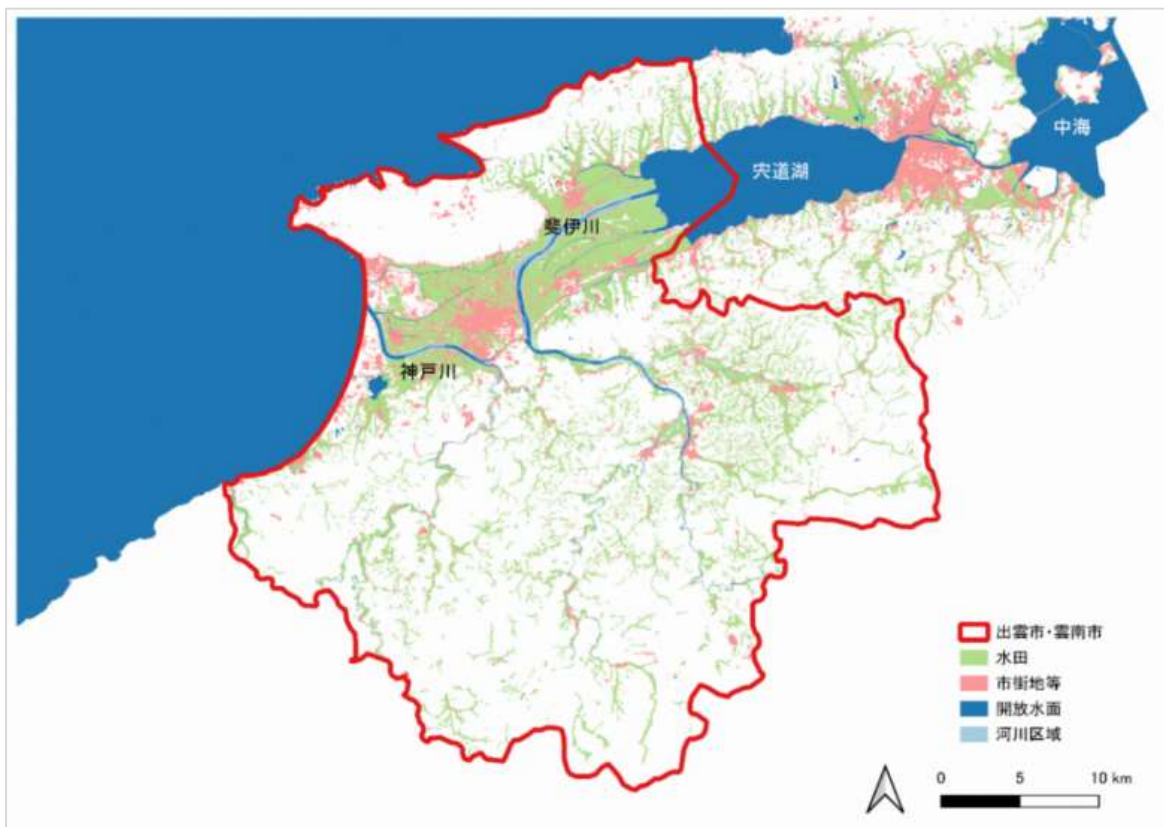 中海
宍道湖
斐伊川
神戸川
出雲市・雲南市
水田
市街地等
開放水面
河川区域
0 5 10 km